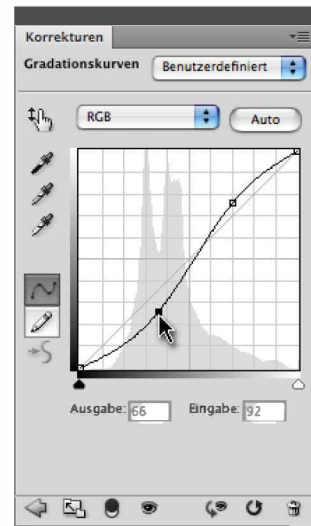 Korrekturen
Gradationskurven Benutzerdefiniert
RGB Auto
Ausgabe: 66 Eingabe: 92